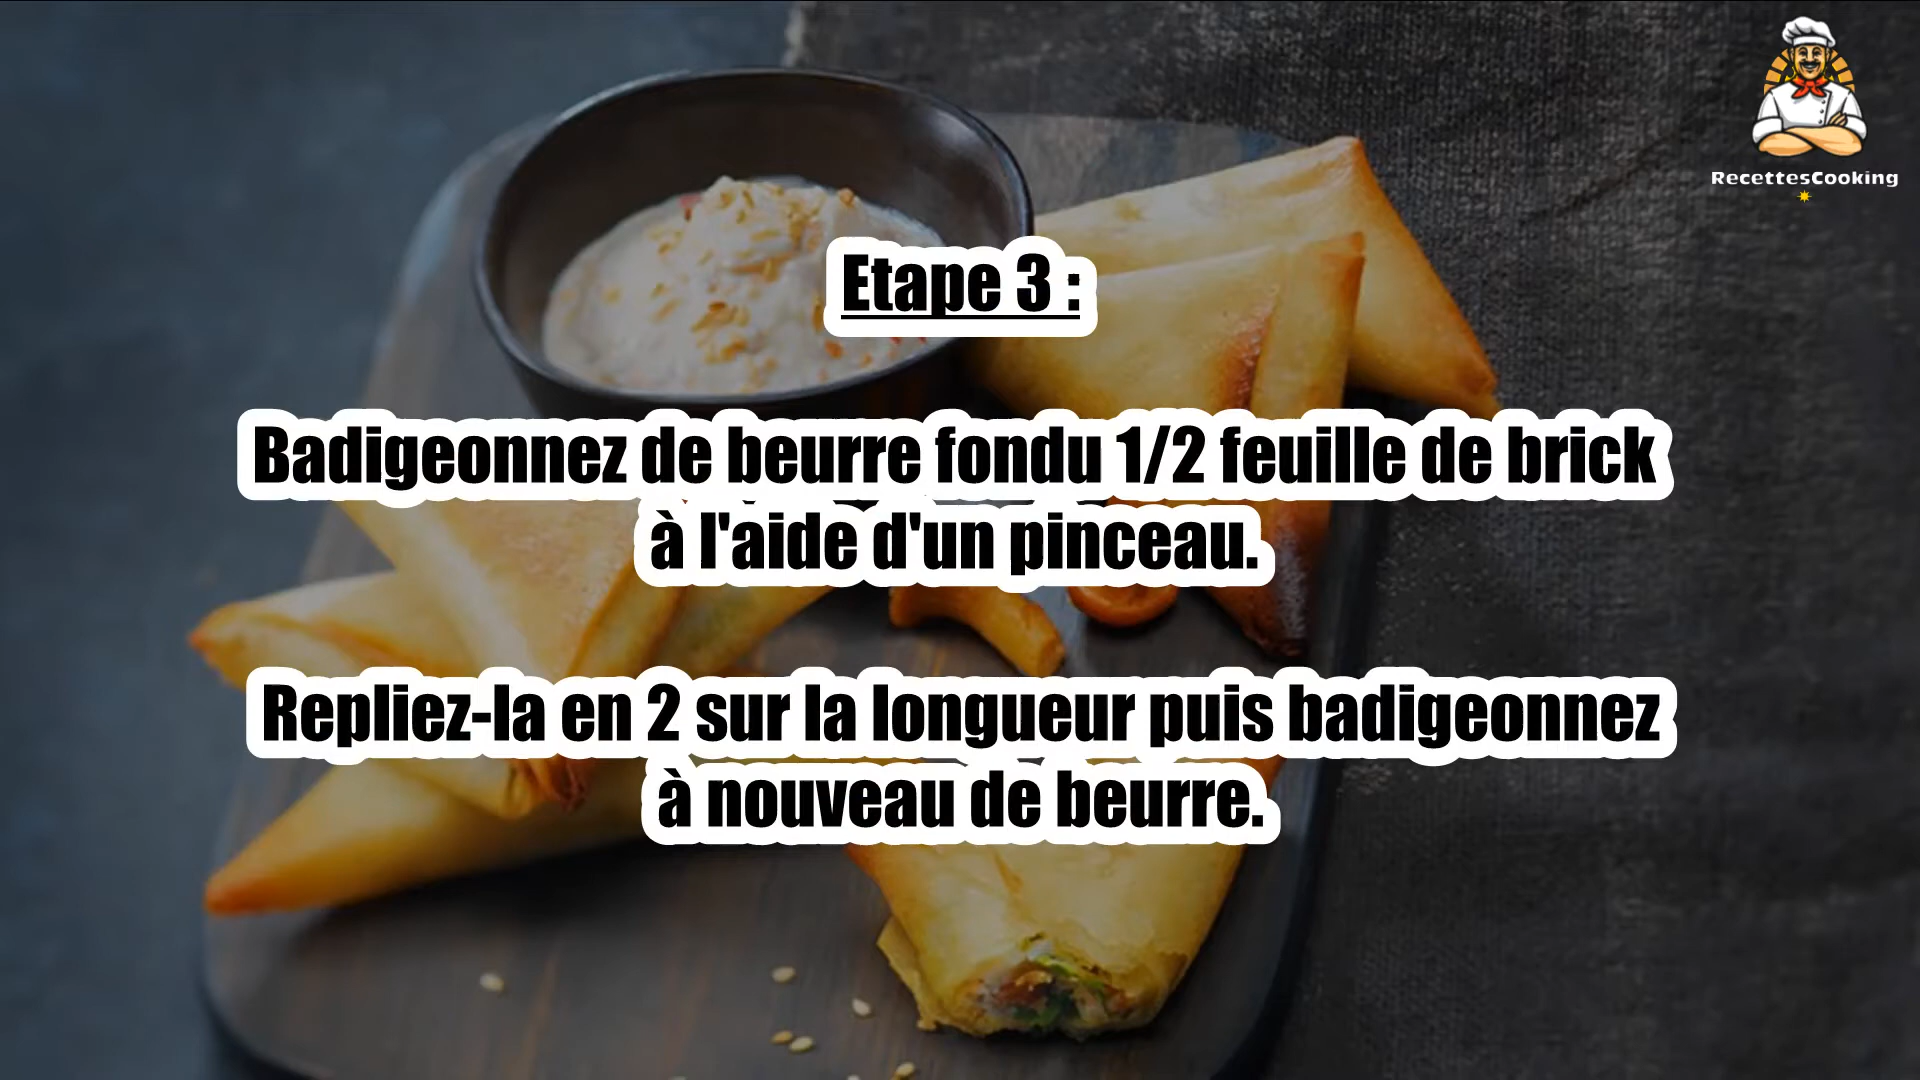 RecettesCooking
Etape 3 :
Badigeonnez de beurre fondu 1/2 feuille de brick
à l'aide d'un pinceau.
Repliez-la en 2 sur la longueur puis badigeonnez
à nouveau de beurre.